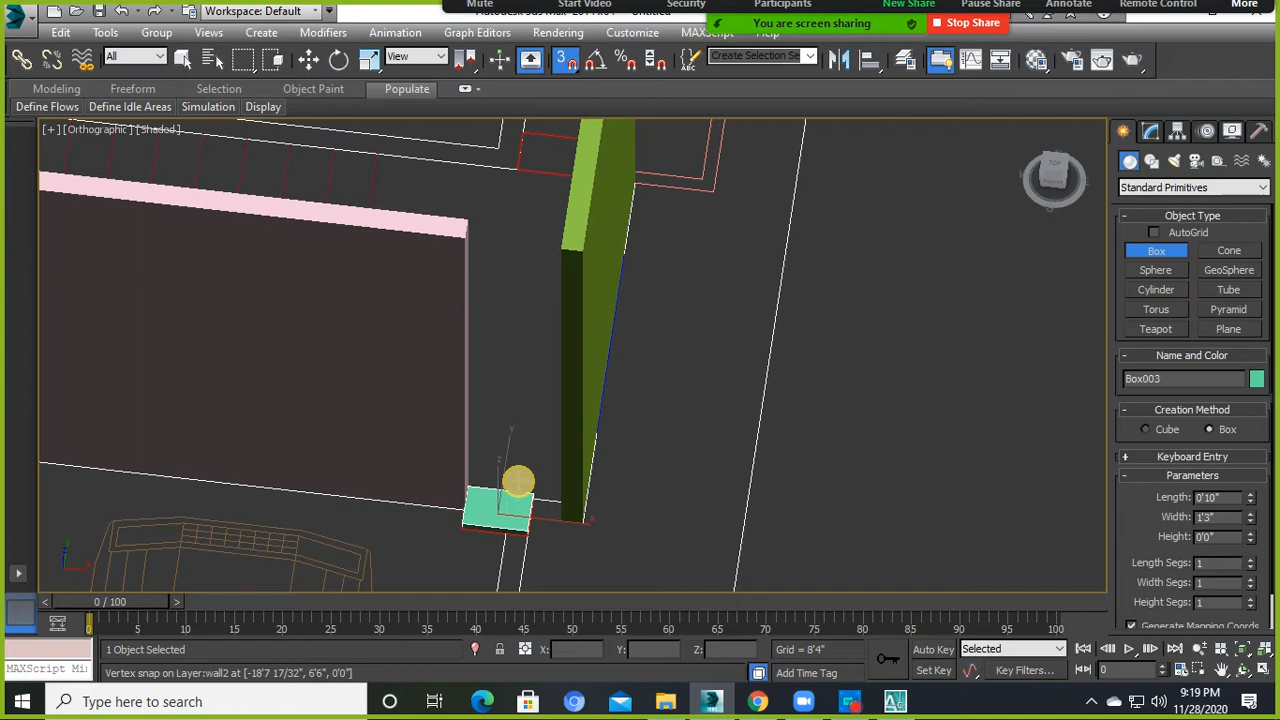 Mute Start Video Security Participants New Share Pause Share Annotate Remote Control More
Workspace: Default
You are screen sharing Stop Share
Edit Tools Group Views Create Modifiers Animation Graph Editors Rendering Customize MAXScript Help
All View 3 Create Selection Se
Modeling Freeform Selection Object Paint Populate
Define Flows Define Idle Areas Simulation Display
[+] [Orthographic] [Shaded]
TOP
Standard Primitives
Object Type
AutoGrid
Box Cone
Sphere GeoSphere
Cylinder Tube
Torus Pyramid
Teapot Plane
Name and Color
Box003
Creation Method
Cube Box
Keyboard Entry
Parameters
Length: 0'10"
Width: 1'3"
Height: 0'0"
Length Segs: 1
Width Segs: 1
Height Segs: 1
Generate Mapping Coords
y
z
x
< 0 / 100 >
0 5 10 15 20 25 30 35 40 45 50 55 60 65 70 75 80 85 90 95 100
1 Object Selected X: Y: Z: Grid = 8'4" Selected
MAXScript Mi Vertex snap on Layer:wall2 at [-18'7 17/32", 6'6", 0'0"] Add Time Tag Set Key Key Filters... 0
Type here to search
9:19 PM
11/28/2020